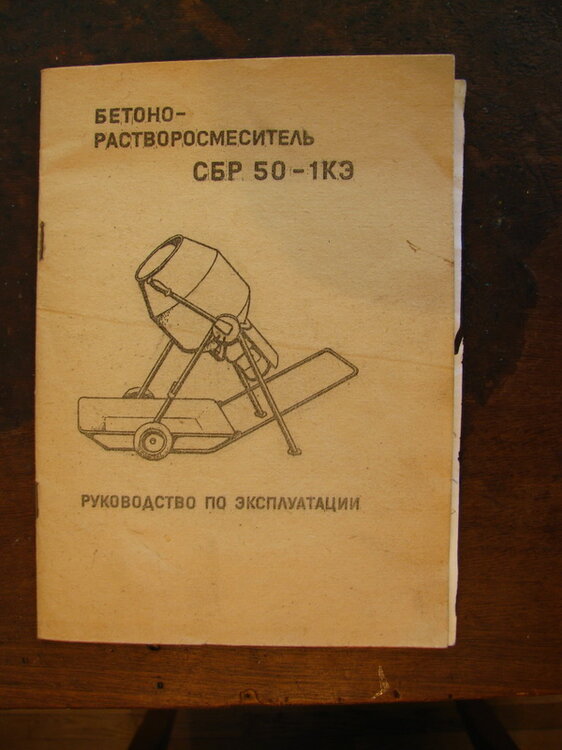 БЕТОНО-
РАСТВОРОСМЕСИТЕЛЬ
СБР 50-1КЭ
РУКОВОДСТВО ПО ЭКСПЛУАТАЦИИ